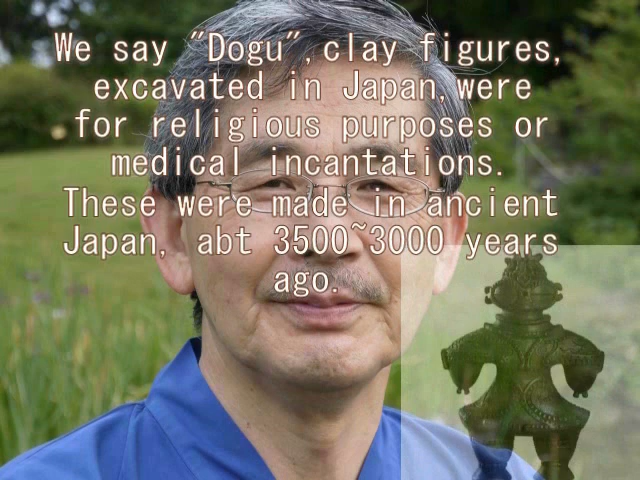 We say "Dogu",clay figures,
excavated in Japan,were
for religious purposes or
medical incantations.
These were made in ancient
Japan, abt 3500~3000 years
ago.